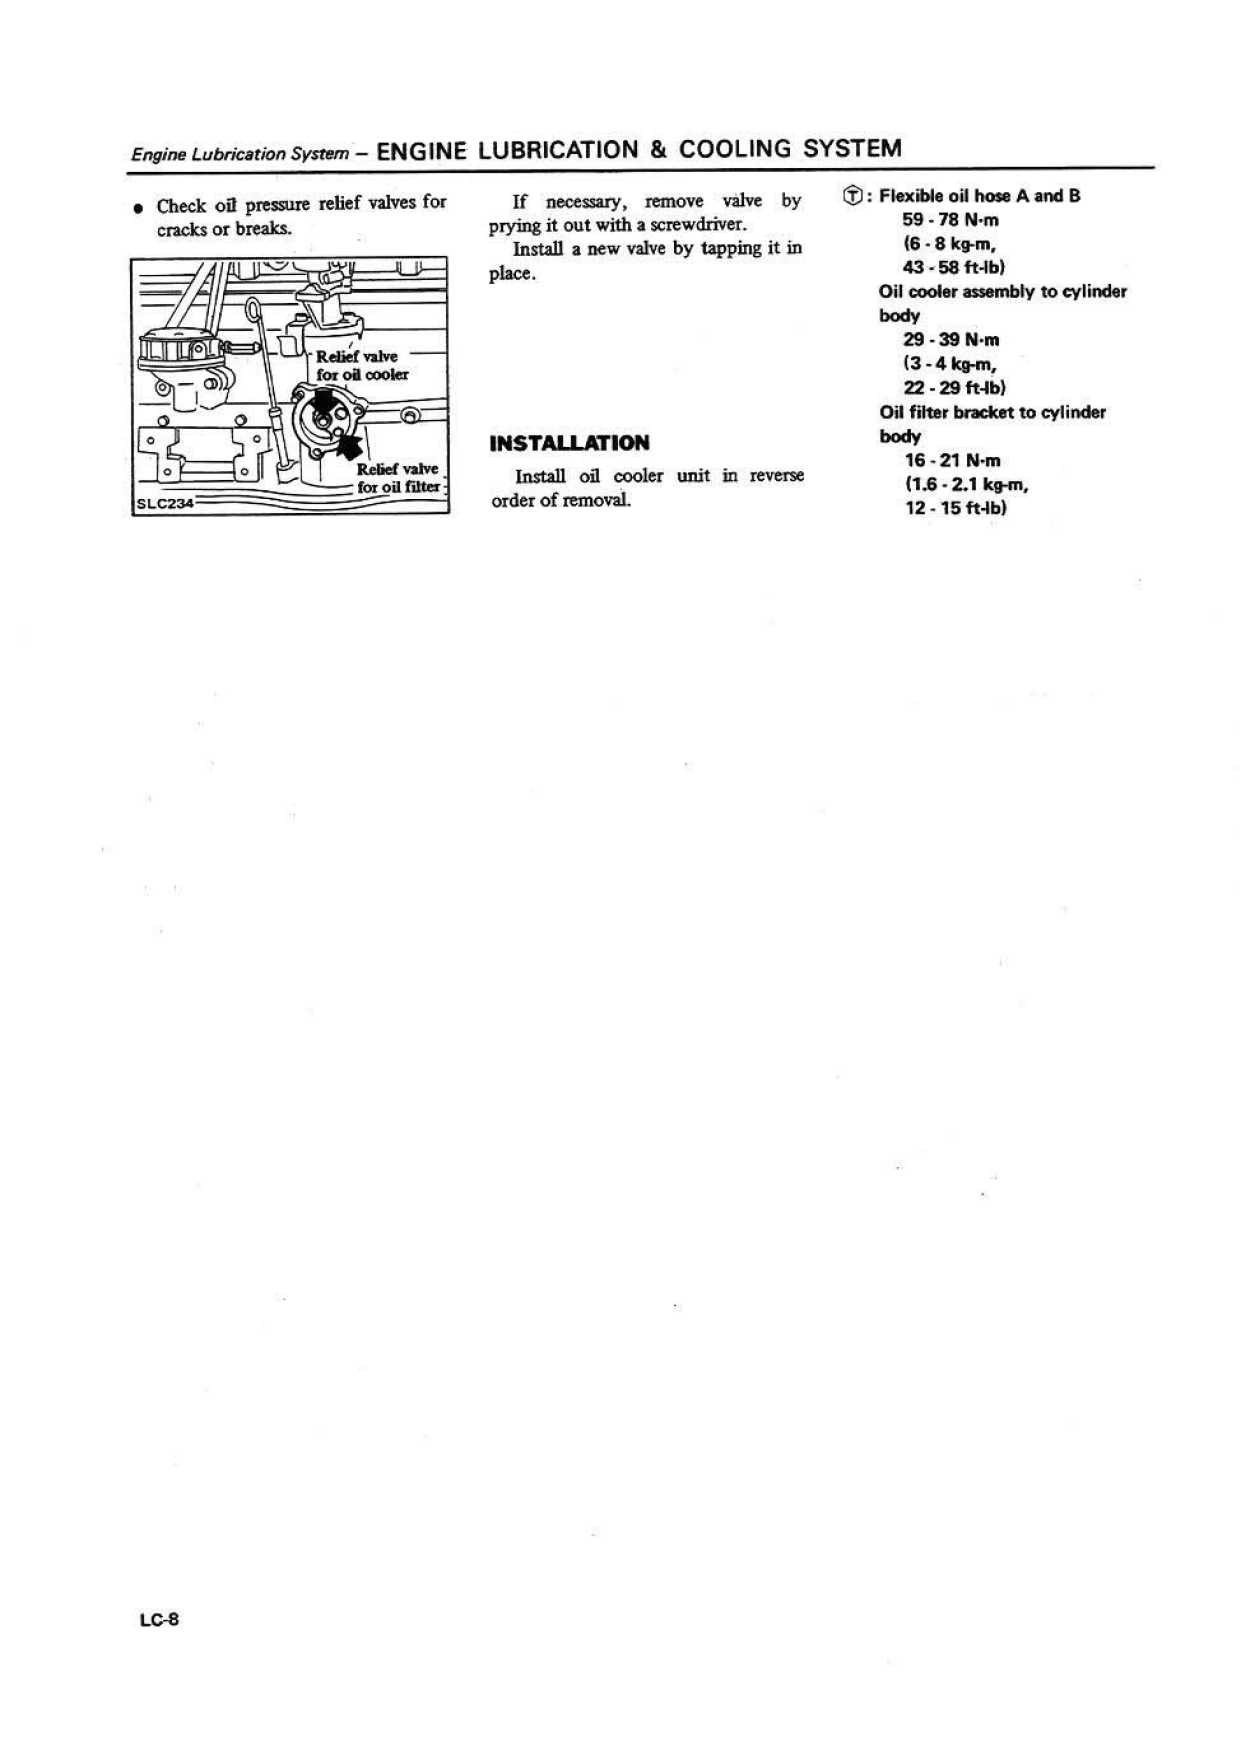 Engine Lubrication System – ENGINE LUBRICATION & COOLING SYSTEM
• Check oil pressure relief valves for
cracks or breaks.
Relief valve
for oil cooler
Relief valve
for oil filter
SLC234
If necessary, remove valve by
prying it out with a screwdriver.
Install a new valve by tapping it in
place.
INSTALLATION
Install oil cooler unit in reverse
order of removal.
Ⓣ: Flexible oil hose A and B
59 - 78 N·m
(6 - 8 kg-m,
43 - 58 ft-lb)
Oil cooler assembly to cylinder
body
29 - 39 N·m
(3 - 4 kg-m,
22 - 29 ft-lb)
Oil filter bracket to cylinder
body
16 - 21 N·m
(1.6 - 2.1 kg-m,
12 - 15 ft-lb)
LC-8